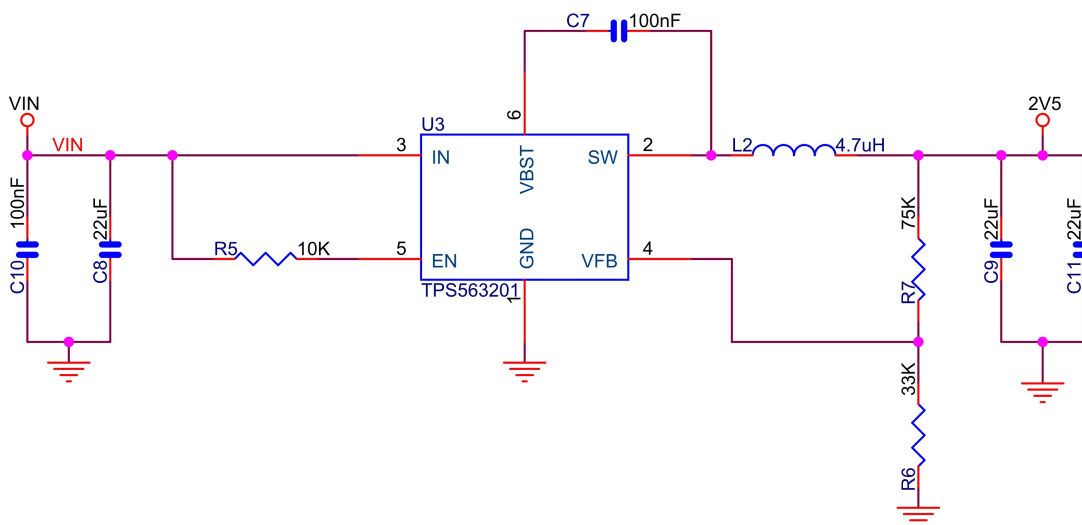 C7
100nF
VIN
VIN
2V5
U3
6
3
IN
VBST
SW
2
L2
4.7uH
100nF
C10
22uF
C8
R5
10K
5
EN
GND
VFB
4
TPS563201
1
75K
R7
22uF
C9
22uF
C11
33K
R6